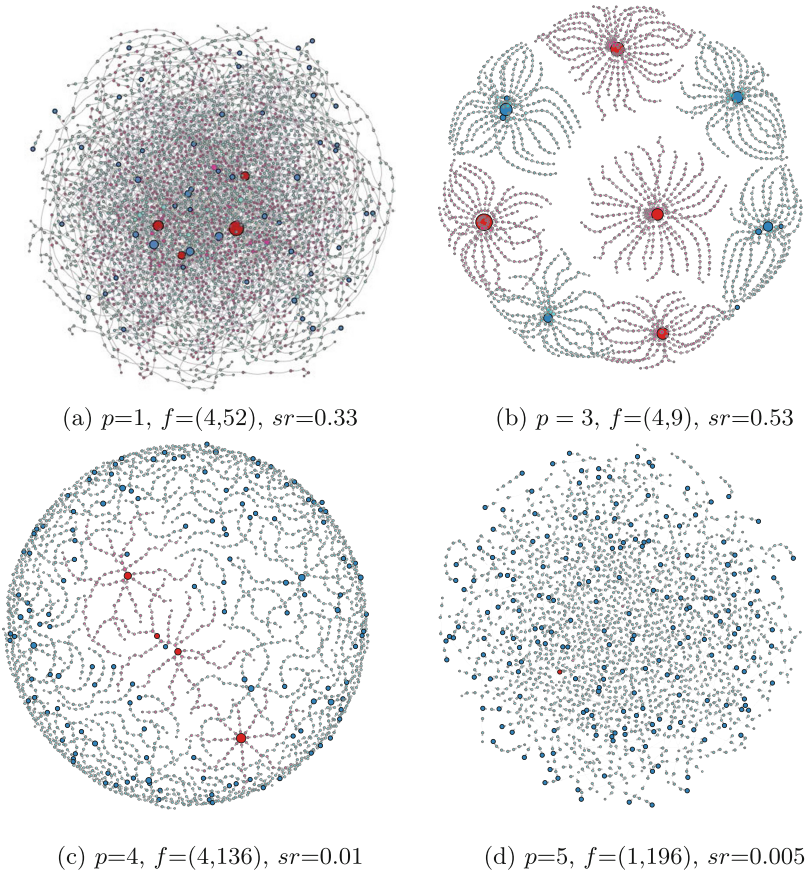 (a) p=1, f=(4,52), sr=0.33
(b) p = 3, f=(4,9), sr=0.53
(c) p=4, f=(4,136), sr=0.01
(d) p=5, f=(1,196), sr=0.005